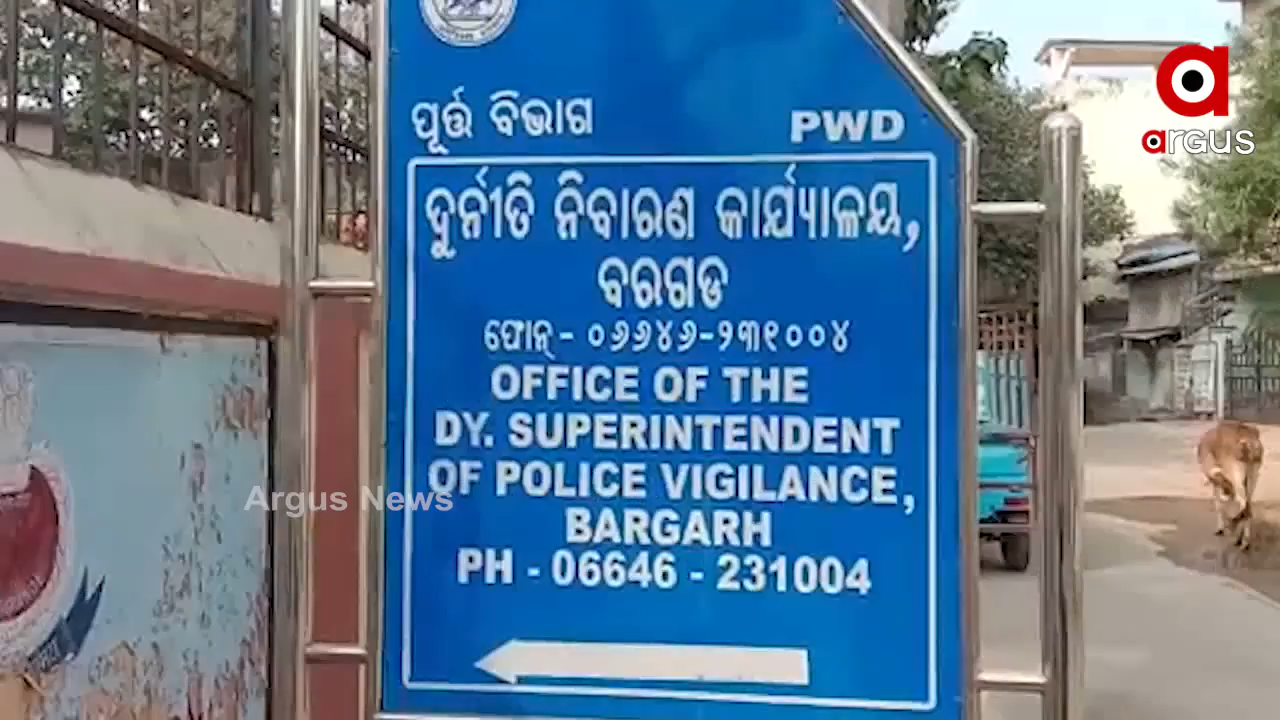 ପୂର୍ତ୍ତ ବିଭାଗ PWD
argus
ଦୁର୍ନୀତି ନିବାରଣ କାର୍ଯ୍ୟାଳୟ,
ବରଗଡ
ଫୋନ୍ - ୦୬୬୪୬-୨୩୧୦୦୪
OFFICE OF THE
DY. SUPERINTENDENT
OF POLICE VIGILANCE,
Argus News
BARGARH
PH - 06646 - 231004